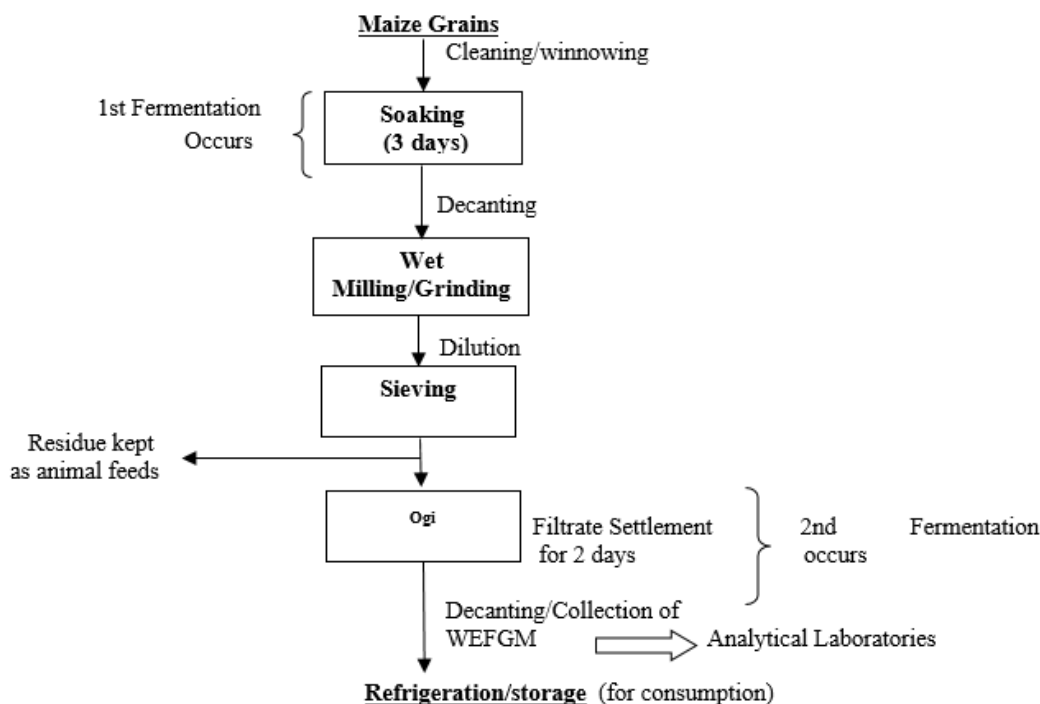 Maize Grains
Cleaning/winnowing
1st Fermentation
Occurs
Soaking
(3 days)
Decanting
Wet
Milling/Grinding
Dilution
Sieving
Residue kept
as animal feeds
Ogi
Filtrate Settlement
for 2 days
2nd Fermentation
occurs
Decanting/Collection of
WEFGM
Analytical Laboratories
Refrigeration/storage (for consumption)